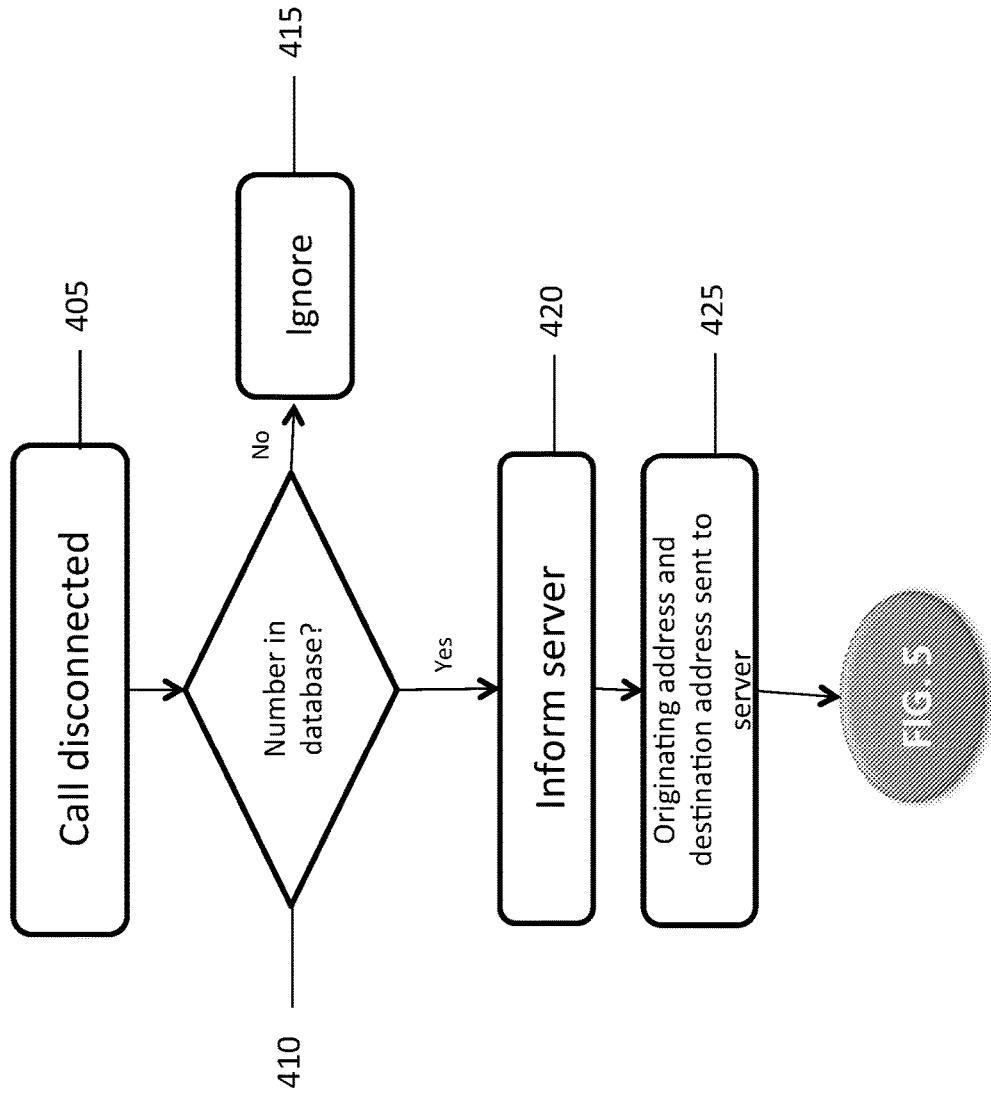 Call disconnected
405
Number in
database?
410
No
Ignore
415
Yes
Inform server
420
Originating address and
destination address sent to
server
425
FIG. 5